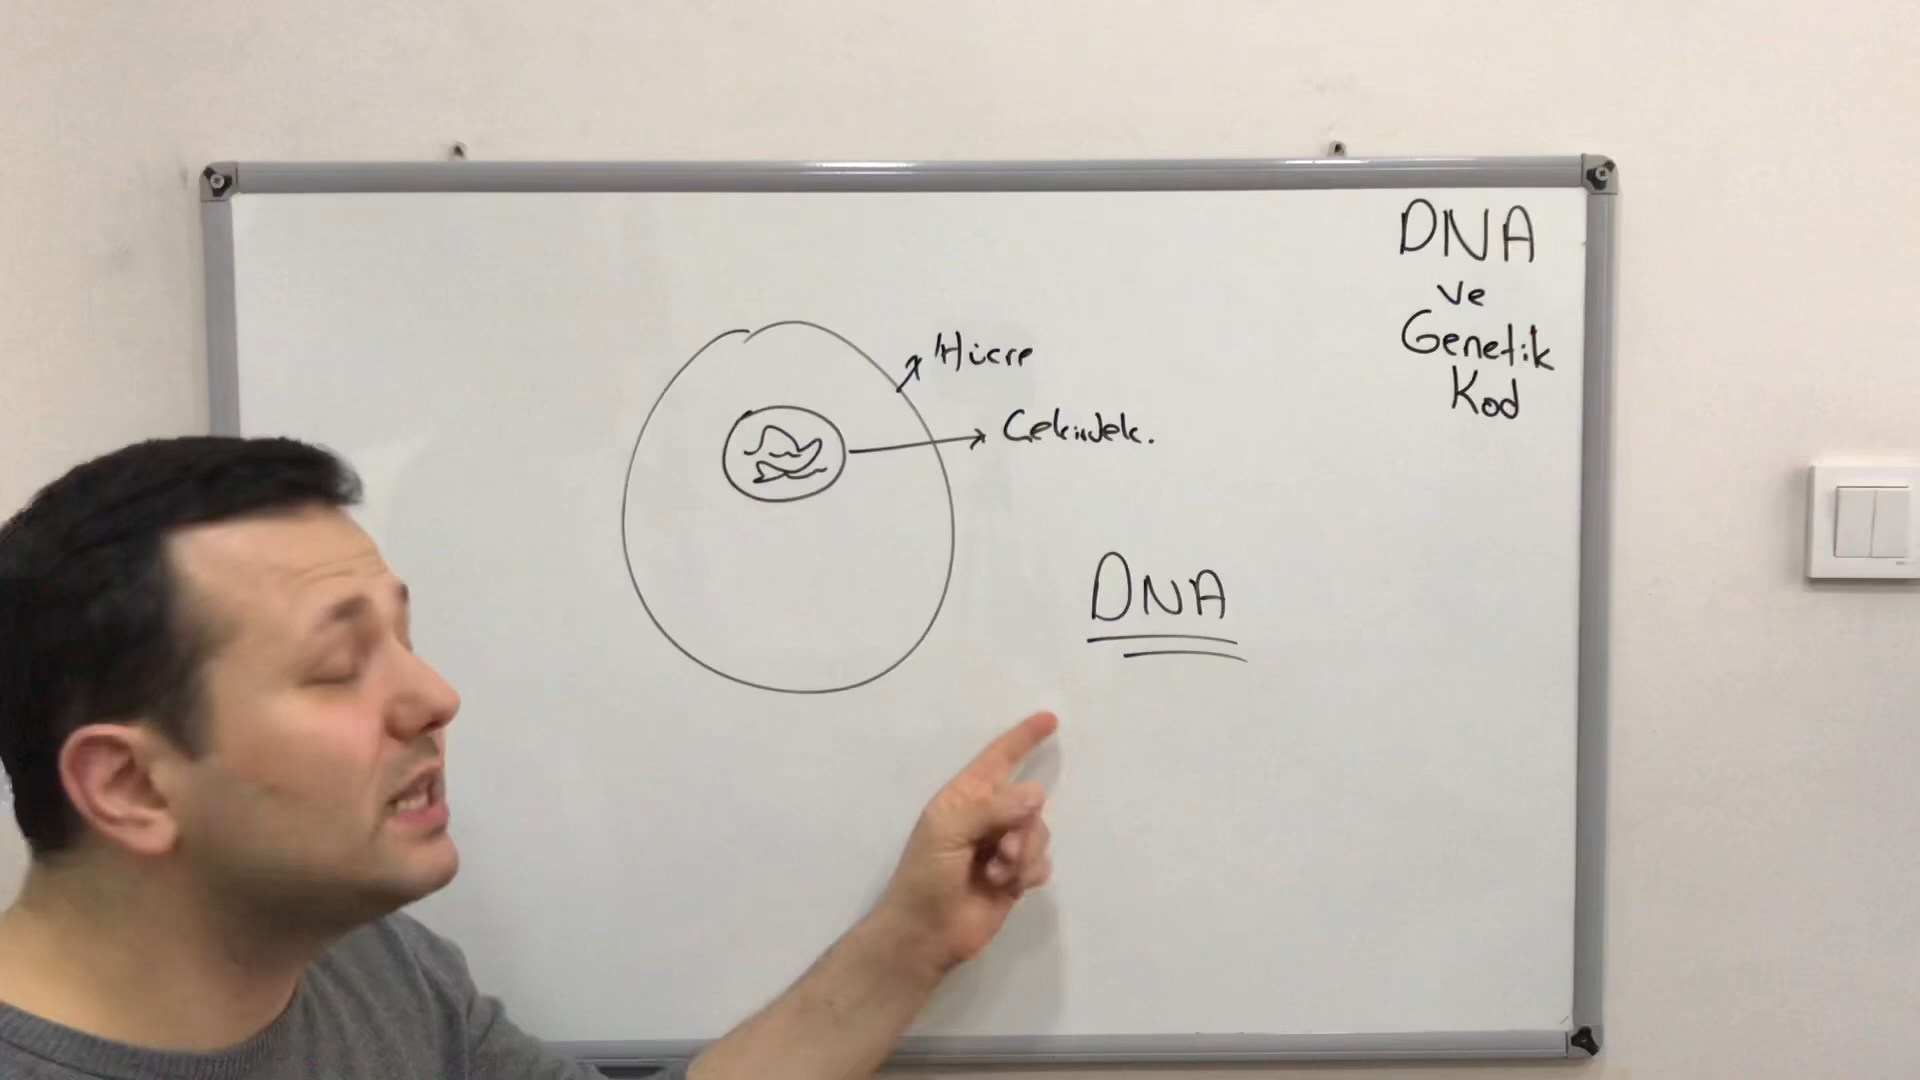 DNA
ve
Genetik
Kod
Hücre
Çekirdek.
DNA